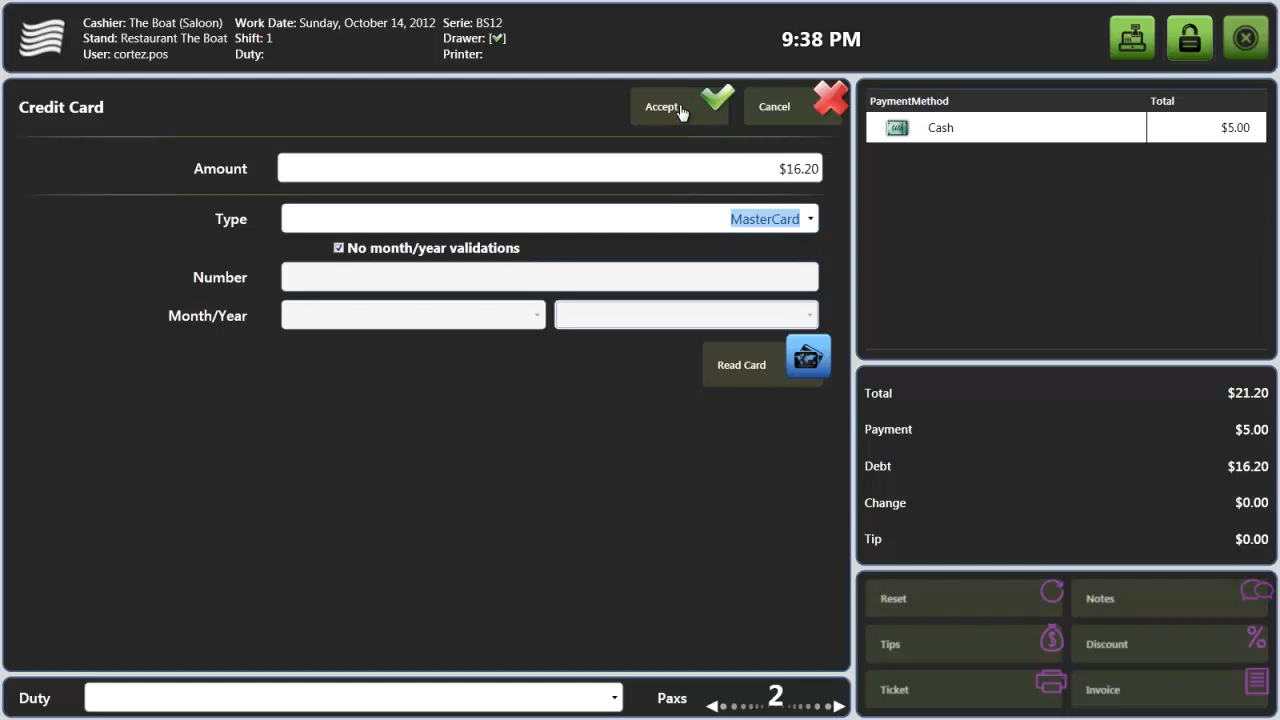 Cashier: The Boat (Saloon) Work Date: Sunday, October 14, 2012 Serie: BS12
Stand: Restaurant The Boat Shift: 1 Drawer: [✔]
User: cortez.pos Duty: Printer:
9:38 PM
Credit Card
Accept
Cancel
Amount $16.20
Type MasterCard
No month/year validations
Number
Month/Year
Read Card
Duty
Paxs 2
PaymentMethod Total
Cash $5.00
Total $21.20
Payment $5.00
Debt $16.20
Change $0.00
Tip $0.00
Reset Notes
Tips Discount
Ticket Invoice